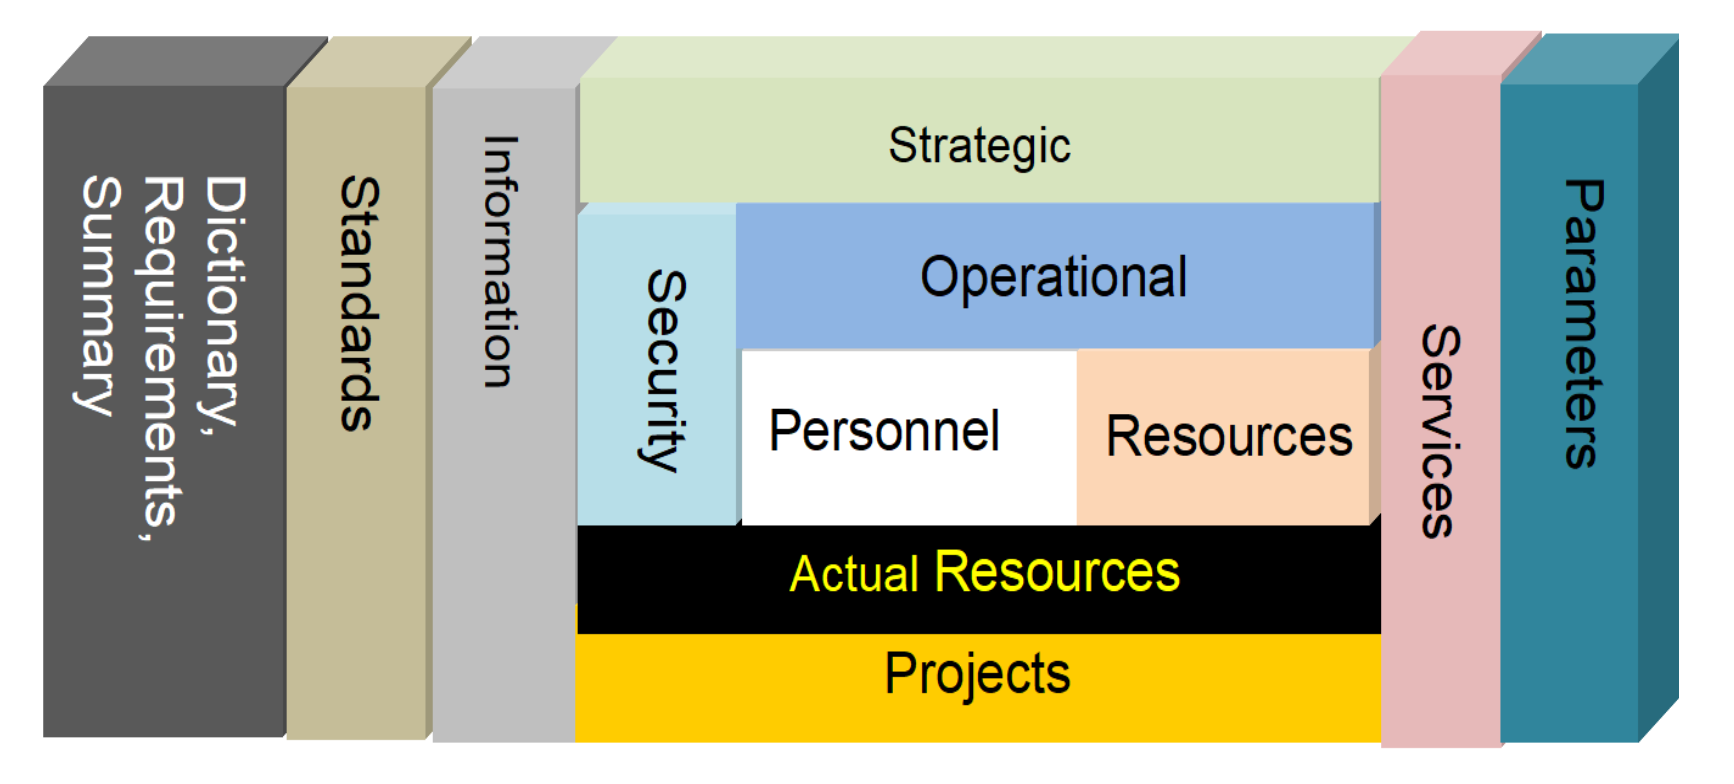 Dictionary,
Requirements,
Summary
Standards
Information
Strategic
Security
Operational
Personnel
Resources
Actual Resources
Projects
Services
Parameters